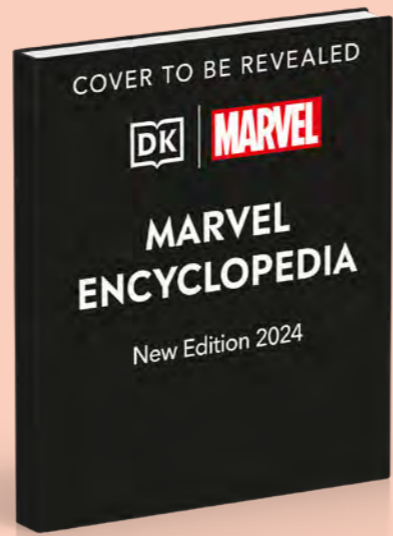 COVER TO BE REVEALED
DK MARVEL
MARVEL
ENCYCLOPEDIA
New Edition 2024